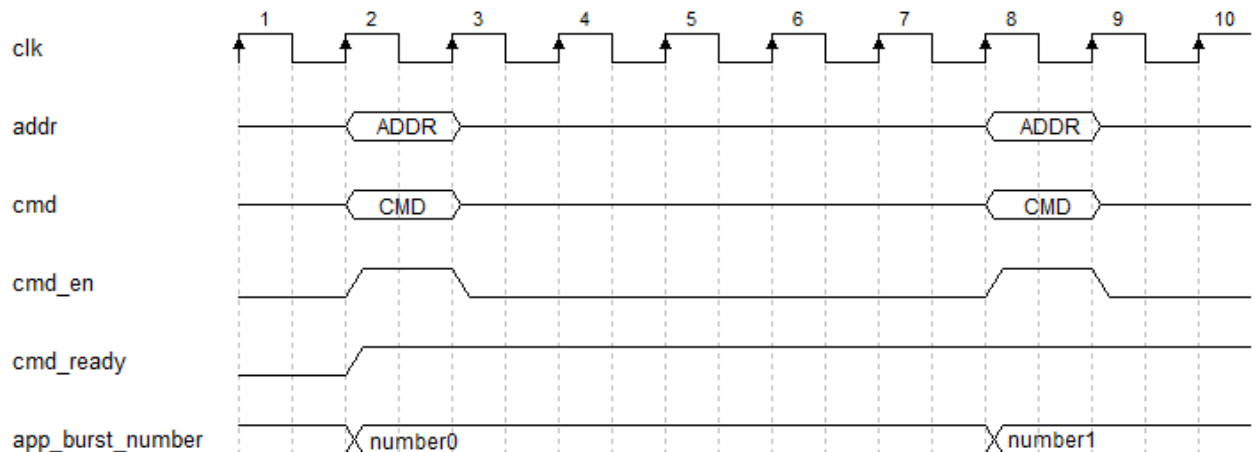 1 2 3 4 5 6 7 8 9 10
clk
addr ADDR ADDR
cmd CMD CMD
cmd_en
cmd_ready
app_burst_number number0 number1